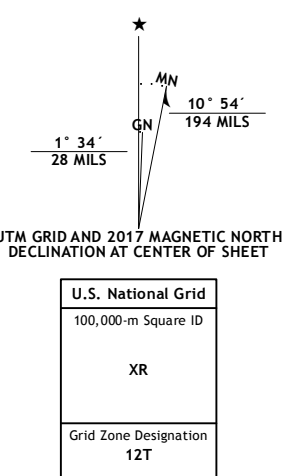 ★
MN
GN
10° 54´
194 MILS
1° 34´
28 MILS
UTM GRID AND 2017 MAGNETIC NORTH
DECLINATION AT CENTER OF SHEET
U.S. National Grid
100,000-m Square ID
XR
Grid Zone Designation
12T